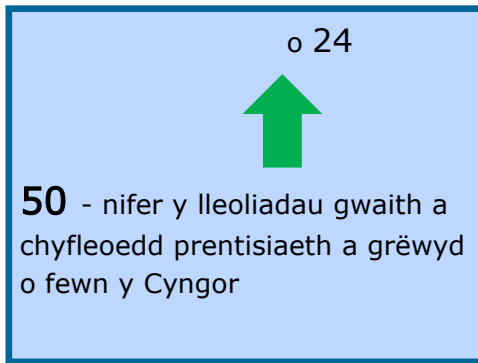 o 24
50 - nifer y lleoliadau gwaith a
chyfleoedd prentisiaeth a grëwyd
o fewn y Cyngor